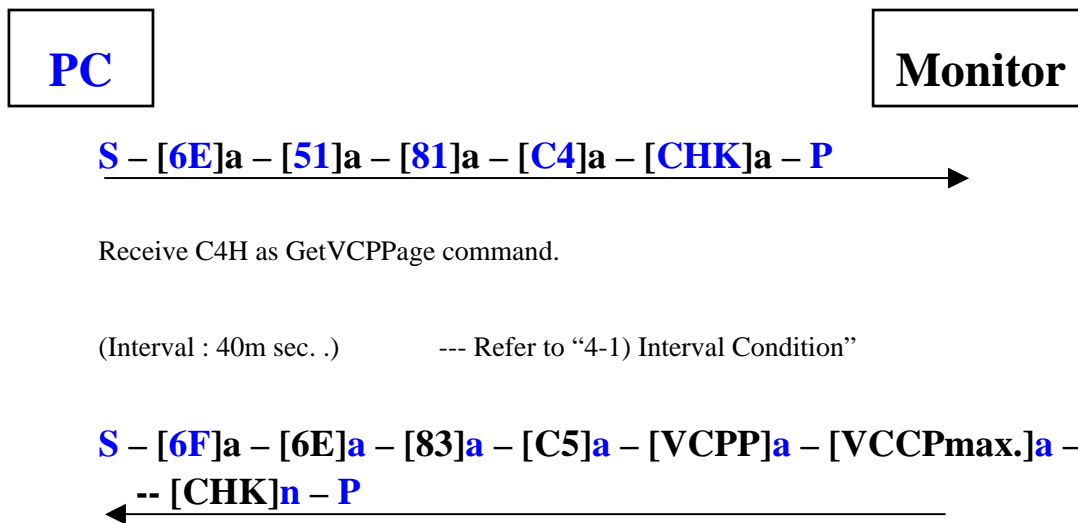 PC
Monitor
S – [6E]a – [51]a – [81]a – [C4]a – [CHK]a – P
Receive C4H as GetVCPPage command.
(Interval : 40m sec. .) --- Refer to “4-1) Interval Condition”
S – [6F]a – [6E]a – [83]a – [C5]a – [VCPP]a – [VCCPmax.]a –
-- [CHK]n – P